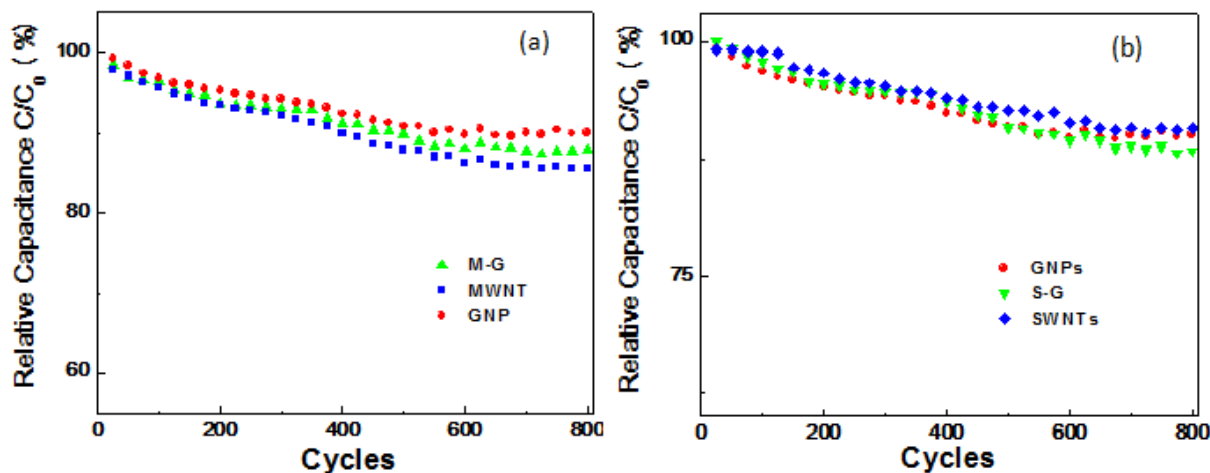 (a)
Relative Capacitance C/C0 ( %)
100
80
60
M-G
MWNT
GNP
0 200 400 600 800
Cycles
(b)
Relative Capacitance C/C0 ( %)
100
75
GNPs
S-G
SWNTs
0 200 400 600 800
Cycles